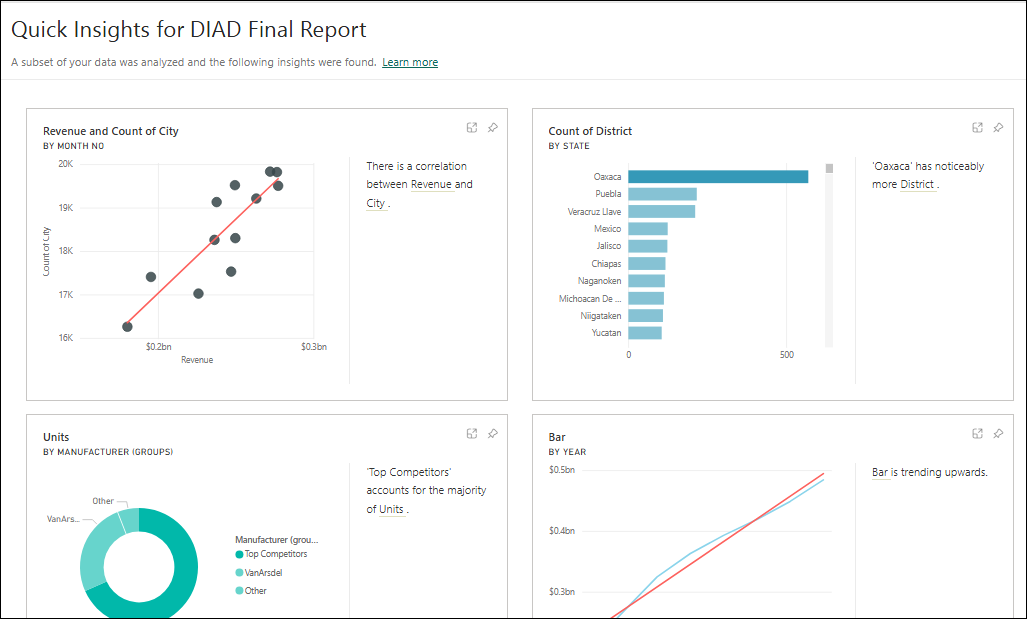 Quick Insights for DIAD Final Report
A subset of your data was analyzed and the following insights were found. Learn more
Revenue and Count of City
BY MONTH NO
20K
19K
18K
17K
16K
Count of City
$0.2bn
$0.3bn
Revenue
There is a correlation
between Revenue and
City .
Count of District
BY STATE
Oaxaca
Puebla
Veracruz Llave
Mexico
Jalisco
Chiapas
Naganoken
Michoacan De ...
Niigataken
Yucatan
0
500
'Oaxaca' has noticeably
more District .
Units
BY MANUFACTURER (GROUPS)
Other
VanArs...
Manufacturer (grou...
Top Competitors
VanArsdel
Other
'Top Competitors'
accounts for the majority
of Units .
Bar
BY YEAR
$0.5bn
$0.4bn
$0.3bn
Bar is trending upwards.